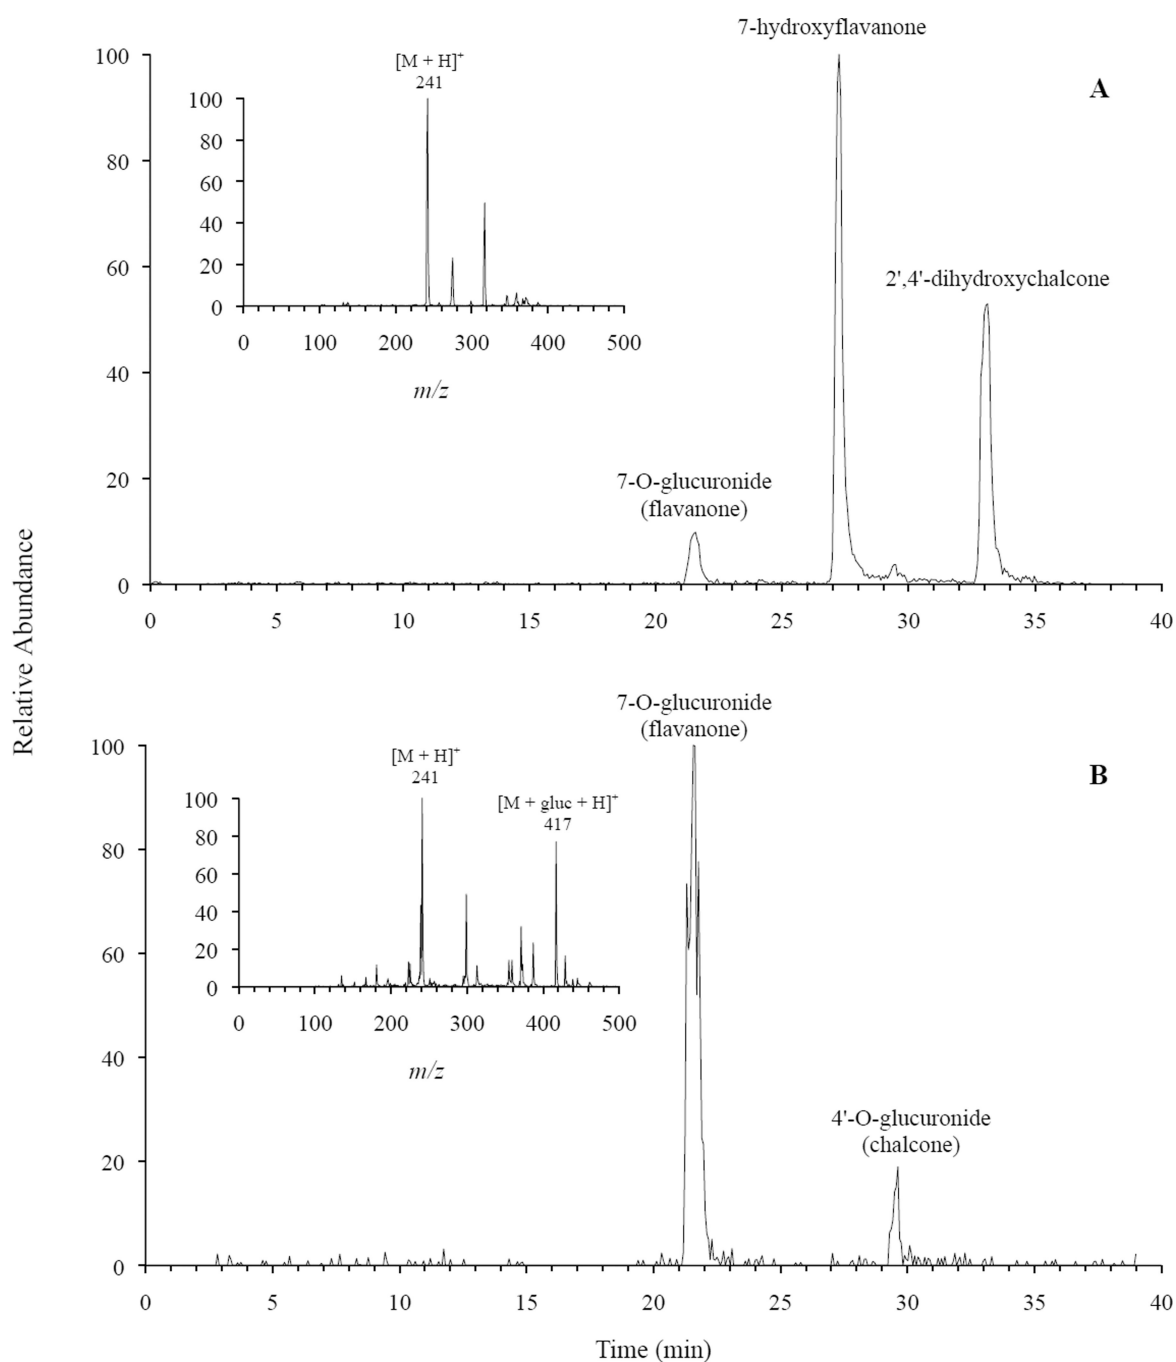 7-hydroxyflavanone
A
[M + H]+
241
100
80
60
40
20
0
0 100 200 300 400 500
m/z
2',4'-dihydroxychalcone
7-O-glucuronide
(flavanone)
100
80
60
40
20
0
0 5 10 15 20 25 30 35 40
Relative Abundance
7-O-glucuronide
(flavanone)
B
[M + H]+
241
[M + gluc + H]+
417
100
80
60
40
20
0
0 100 200 300 400 500
m/z
4'-O-glucuronide
(chalcone)
100
80
60
40
20
0
0 5 10 15 20 25 30 35 40
Time (min)